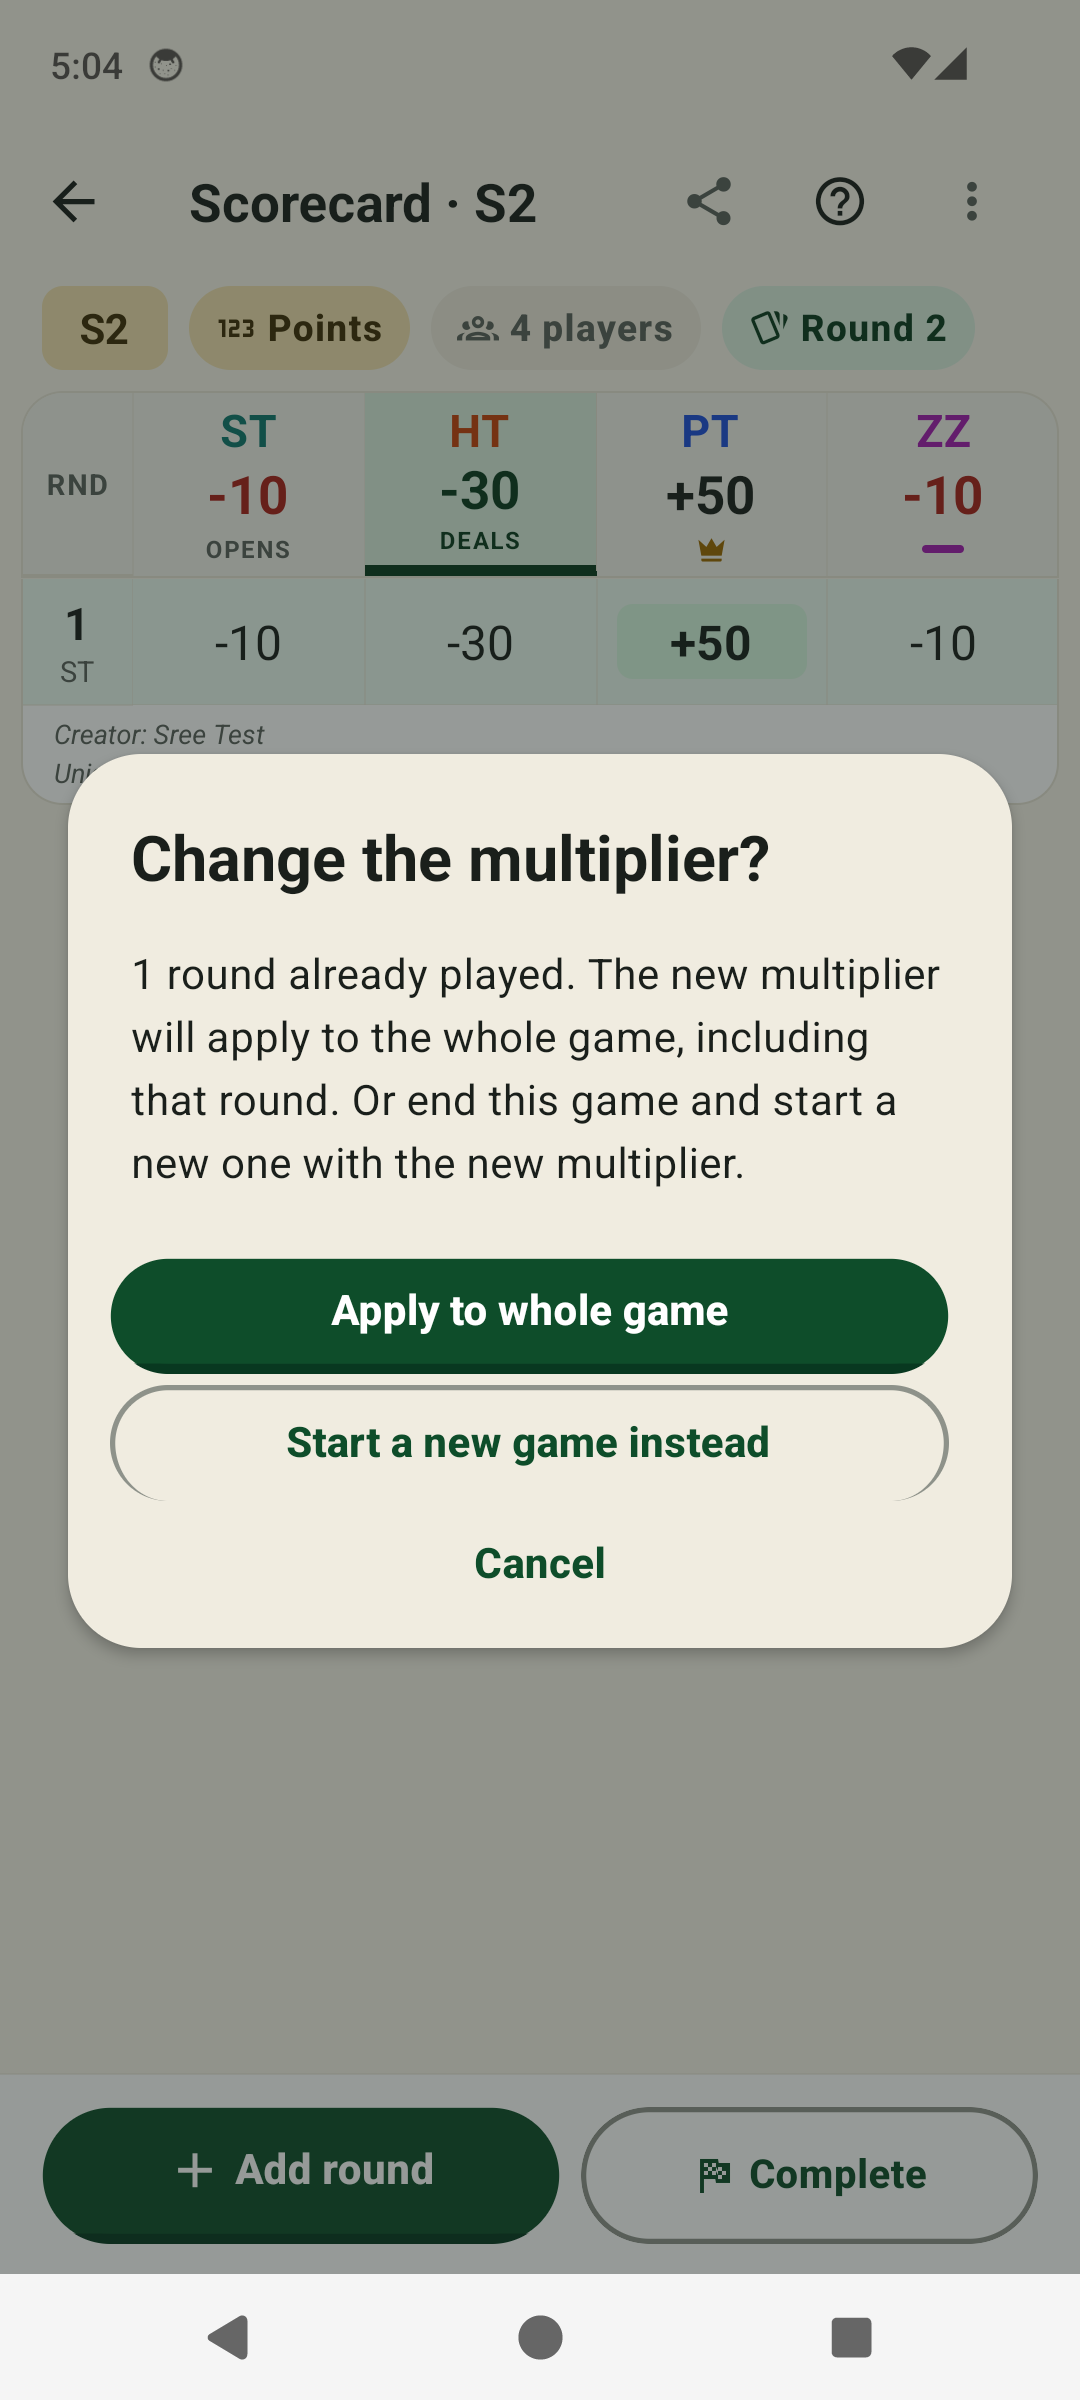 5:04
Scorecard · S2
S2
123 Points
4 players
Round 2
RND
ST
-10
OPENS
HT
-30
DEALS
PT
+50
ZZ
-10
1
ST
-10
-30
+50
-10
Creator: Sree Test
Change the multiplier?
1 round already played. The new multiplier
will apply to the whole game, including
that round. Or end this game and start a
new one with the new multiplier.
Apply to whole game
Start a new game instead
Cancel
Add round
Complete